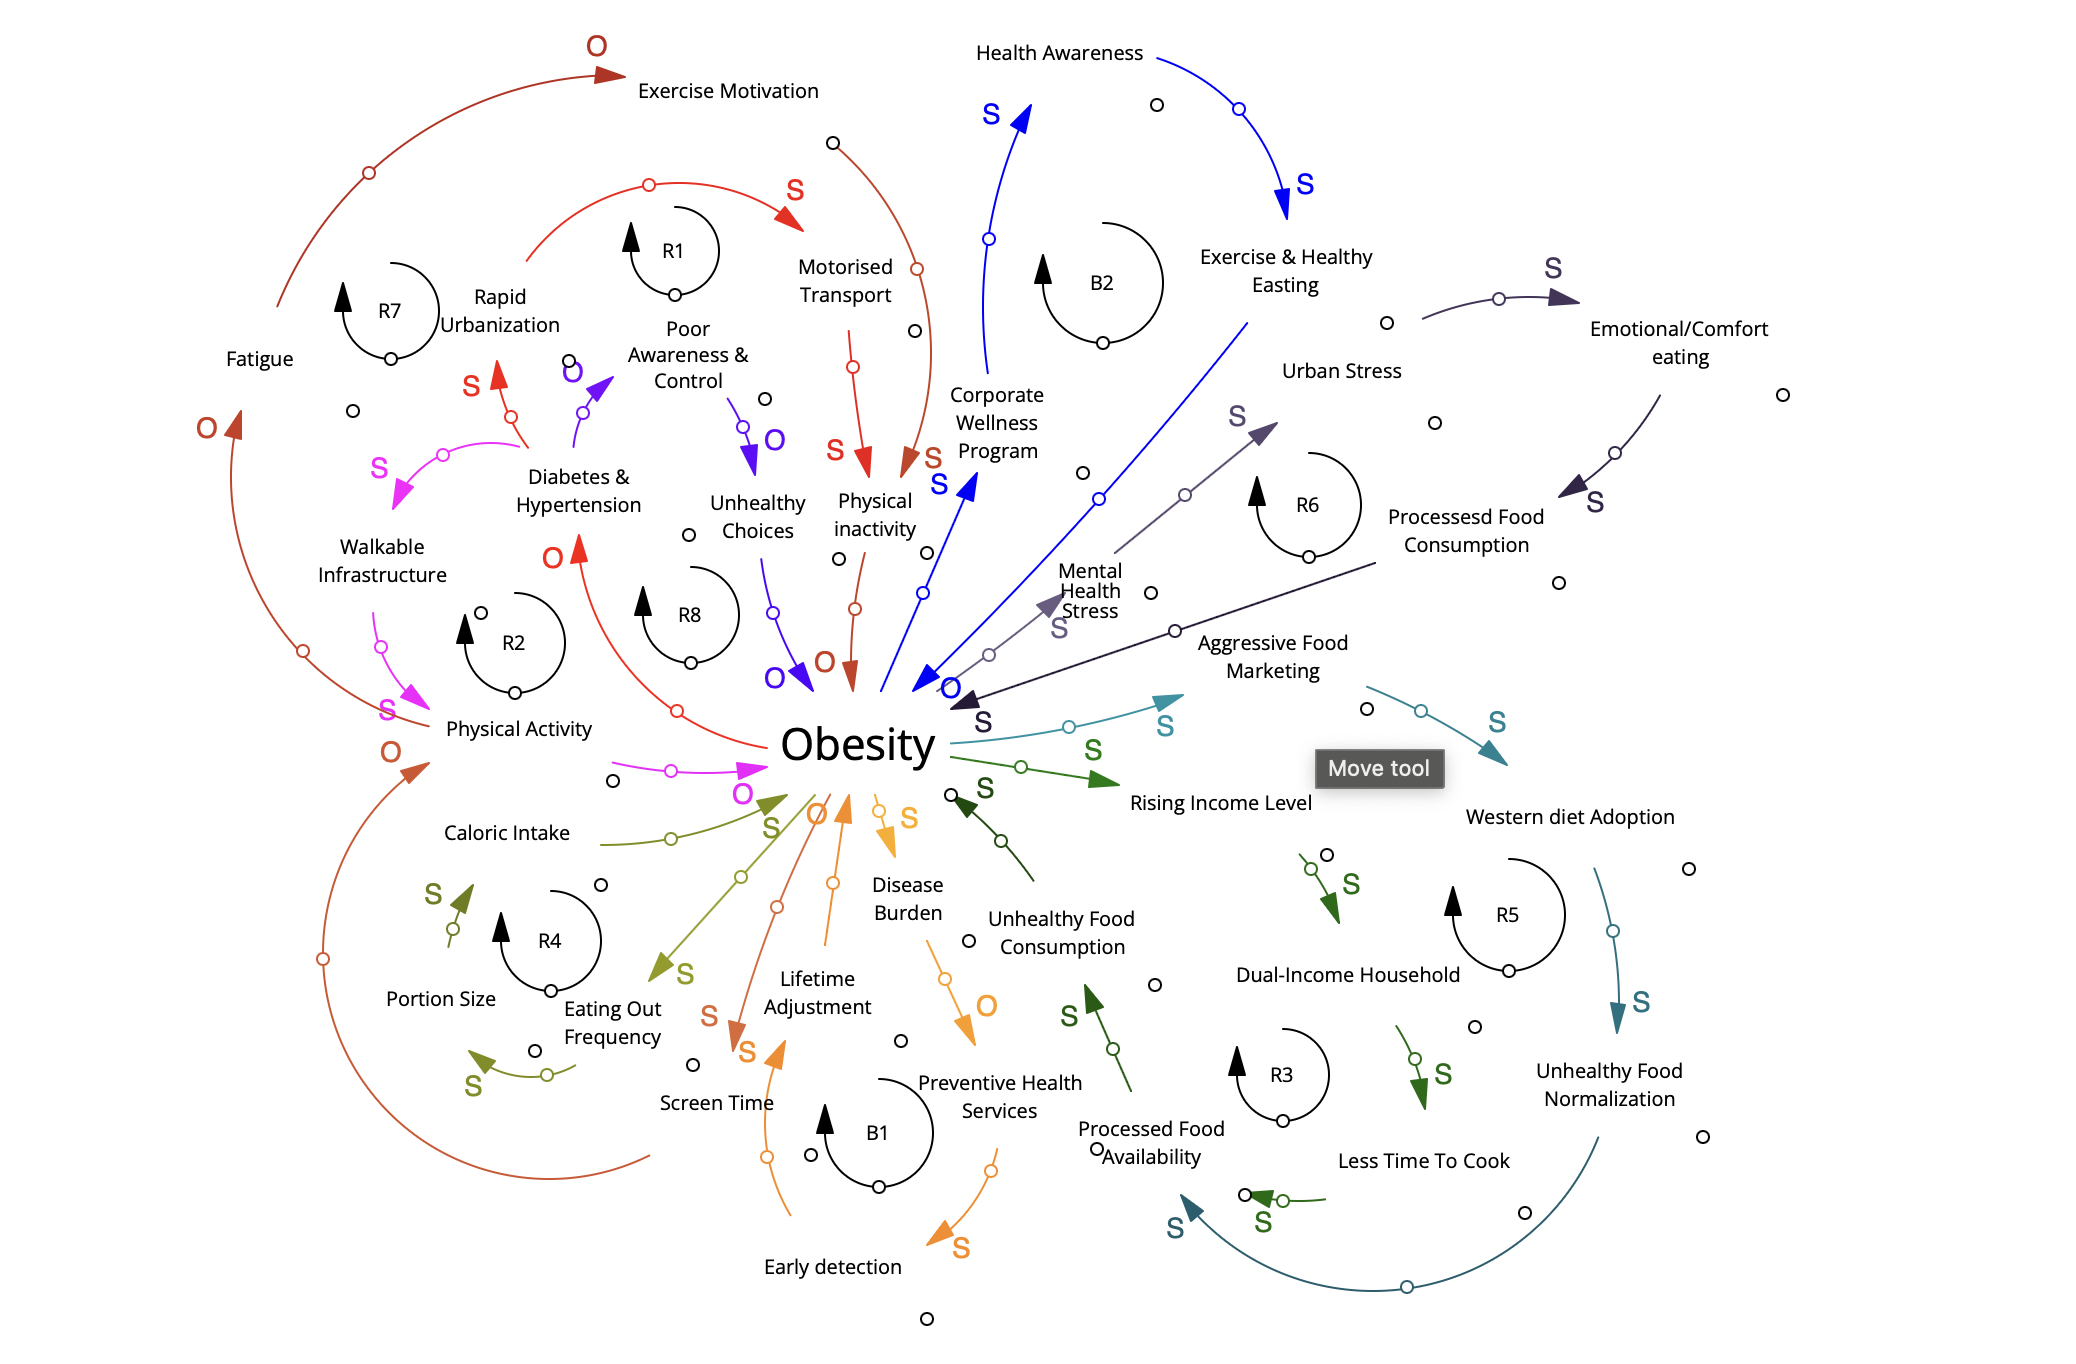 O
Health Awareness
Exercise Motivation
S
S
S
S
R1
Motorised
Transport
B2
Exercise & Healthy
Easting
S
R7
Rapid
Urbanization
Poor
Awareness &
Control
Emotional/Comfort
eating
Fatigue
O
S
Urban Stress
Corporate
Wellness
Program
S
O
O
S
S
S
S
S
Diabetes &
Hypertension
Unhealthy
Choices
Physical
inactivity
R6
Processesd Food
Consumption
S
Walkable
Infrastructure
O
Mental
Health
Stress
S
R2
R8
O
O
Aggressive Food
Marketing
S
O
S
Physical Activity
O
Obesity
S
S
S
Move tool
O
S
O
S
S
Rising Income Level
Western diet Adoption
Caloric Intake
S
S
Disease
Burden
S
R4
Unhealthy Food
Consumption
R5
Portion Size
Eating Out
Frequency
S
Lifetime
Adjustment
O
Dual-Income Household
S
S
S
S
S
S
Screen Time
Preventive Health
Services
R3
Unhealthy Food
Normalization
B1
Processed Food
Availability
Less Time To Cook
S
S
S
Early detection